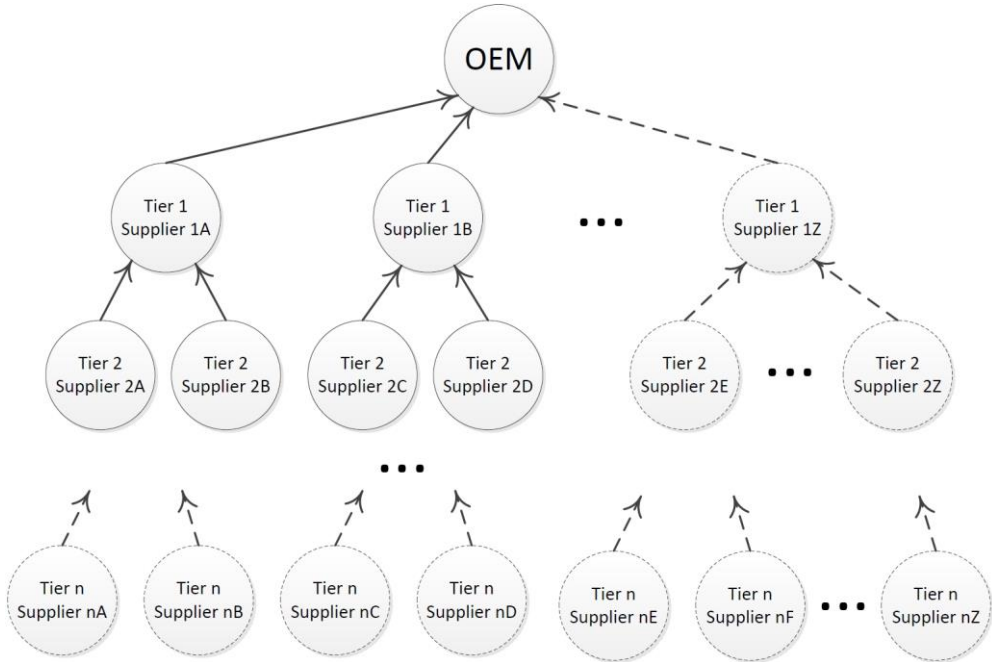 OEM
Tier 1
Supplier 1A
Tier 1
Supplier 1B
...
Tier 1
Supplier 1Z
Tier 2
Supplier 2A
Tier 2
Supplier 2B
Tier 2
Supplier 2C
Tier 2
Supplier 2D
Tier 2
Supplier 2E
...
Tier 2
Supplier 2Z
...
Tier n
Supplier nA
Tier n
Supplier nB
Tier n
Supplier nC
Tier n
Supplier nD
Tier n
Supplier nE
Tier n
Supplier nF
...
Tier n
Supplier nZ